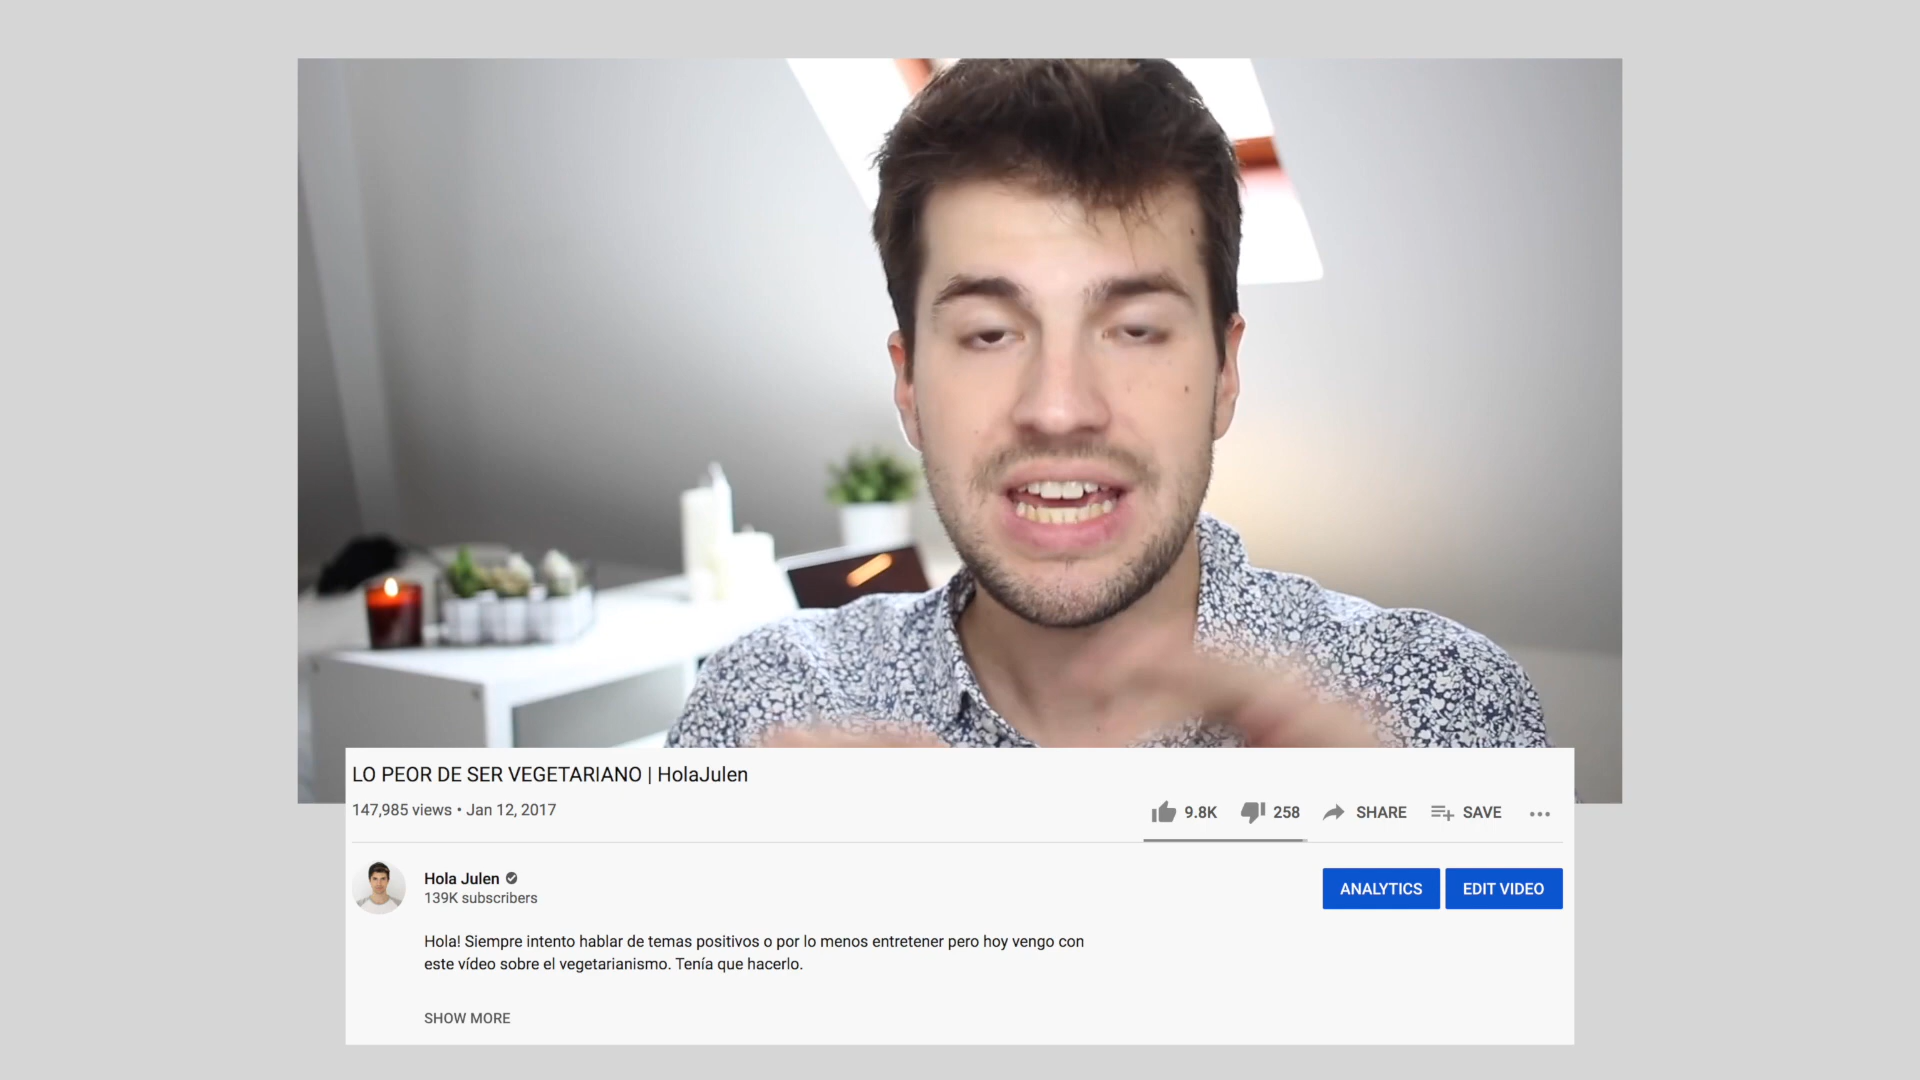 LO PEOR DE SER VEGETARIANO | HolaJulen
147,985 views • Jan 12, 2017
9.8K 258 SHARE SAVE
Hola Julen
139K subscribers
ANALYTICS EDIT VIDEO
Hola! Siempre intento hablar de temas positivos o por lo menos entretener pero hoy vengo con
este vídeo sobre el vegetarianismo. Tenía que hacerlo.
SHOW MORE